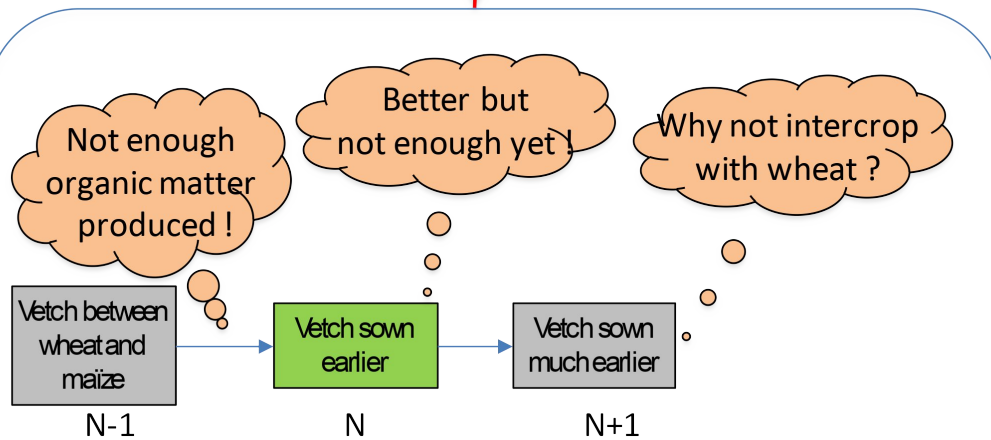 Not enough
organic matter
produced !
Better but
not enough yet !
Why not intercrop
with wheat ?
Vetch between
wheat and
maïze
Vetch sown
earlier
Vetch sown
much earlier
N-1
N
N+1